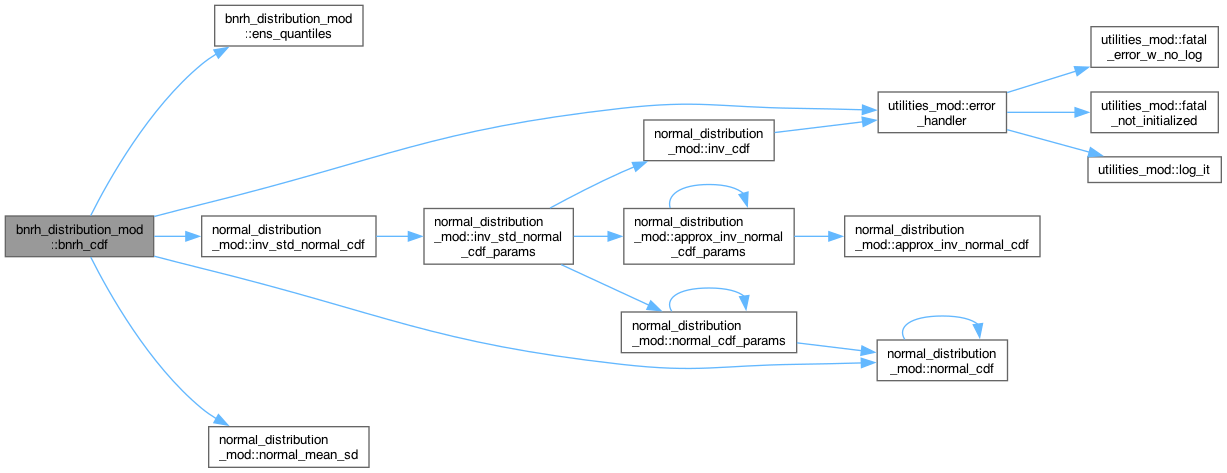 bnrh_distribution_mod
::bnrh_cdf
bnrh_distribution_mod
::ens_quantiles
normal_distribution
_mod::inv_std_normal_cdf
normal_distribution
_mod::normal_mean_sd
normal_distribution
_mod::inv_std_normal
_cdf_params
normal_distribution
_mod::inv_cdf
normal_distribution
_mod::approx_inv_normal
_cdf_params
normal_distribution
_mod::normal_cdf_params
utilities_mod::error
_handler
normal_distribution
_mod::approx_inv_normal_cdf
normal_distribution
_mod::normal_cdf
utilities_mod::fatal
_error_w_no_log
utilities_mod::fatal
_not_initialized
utilities_mod::log_it